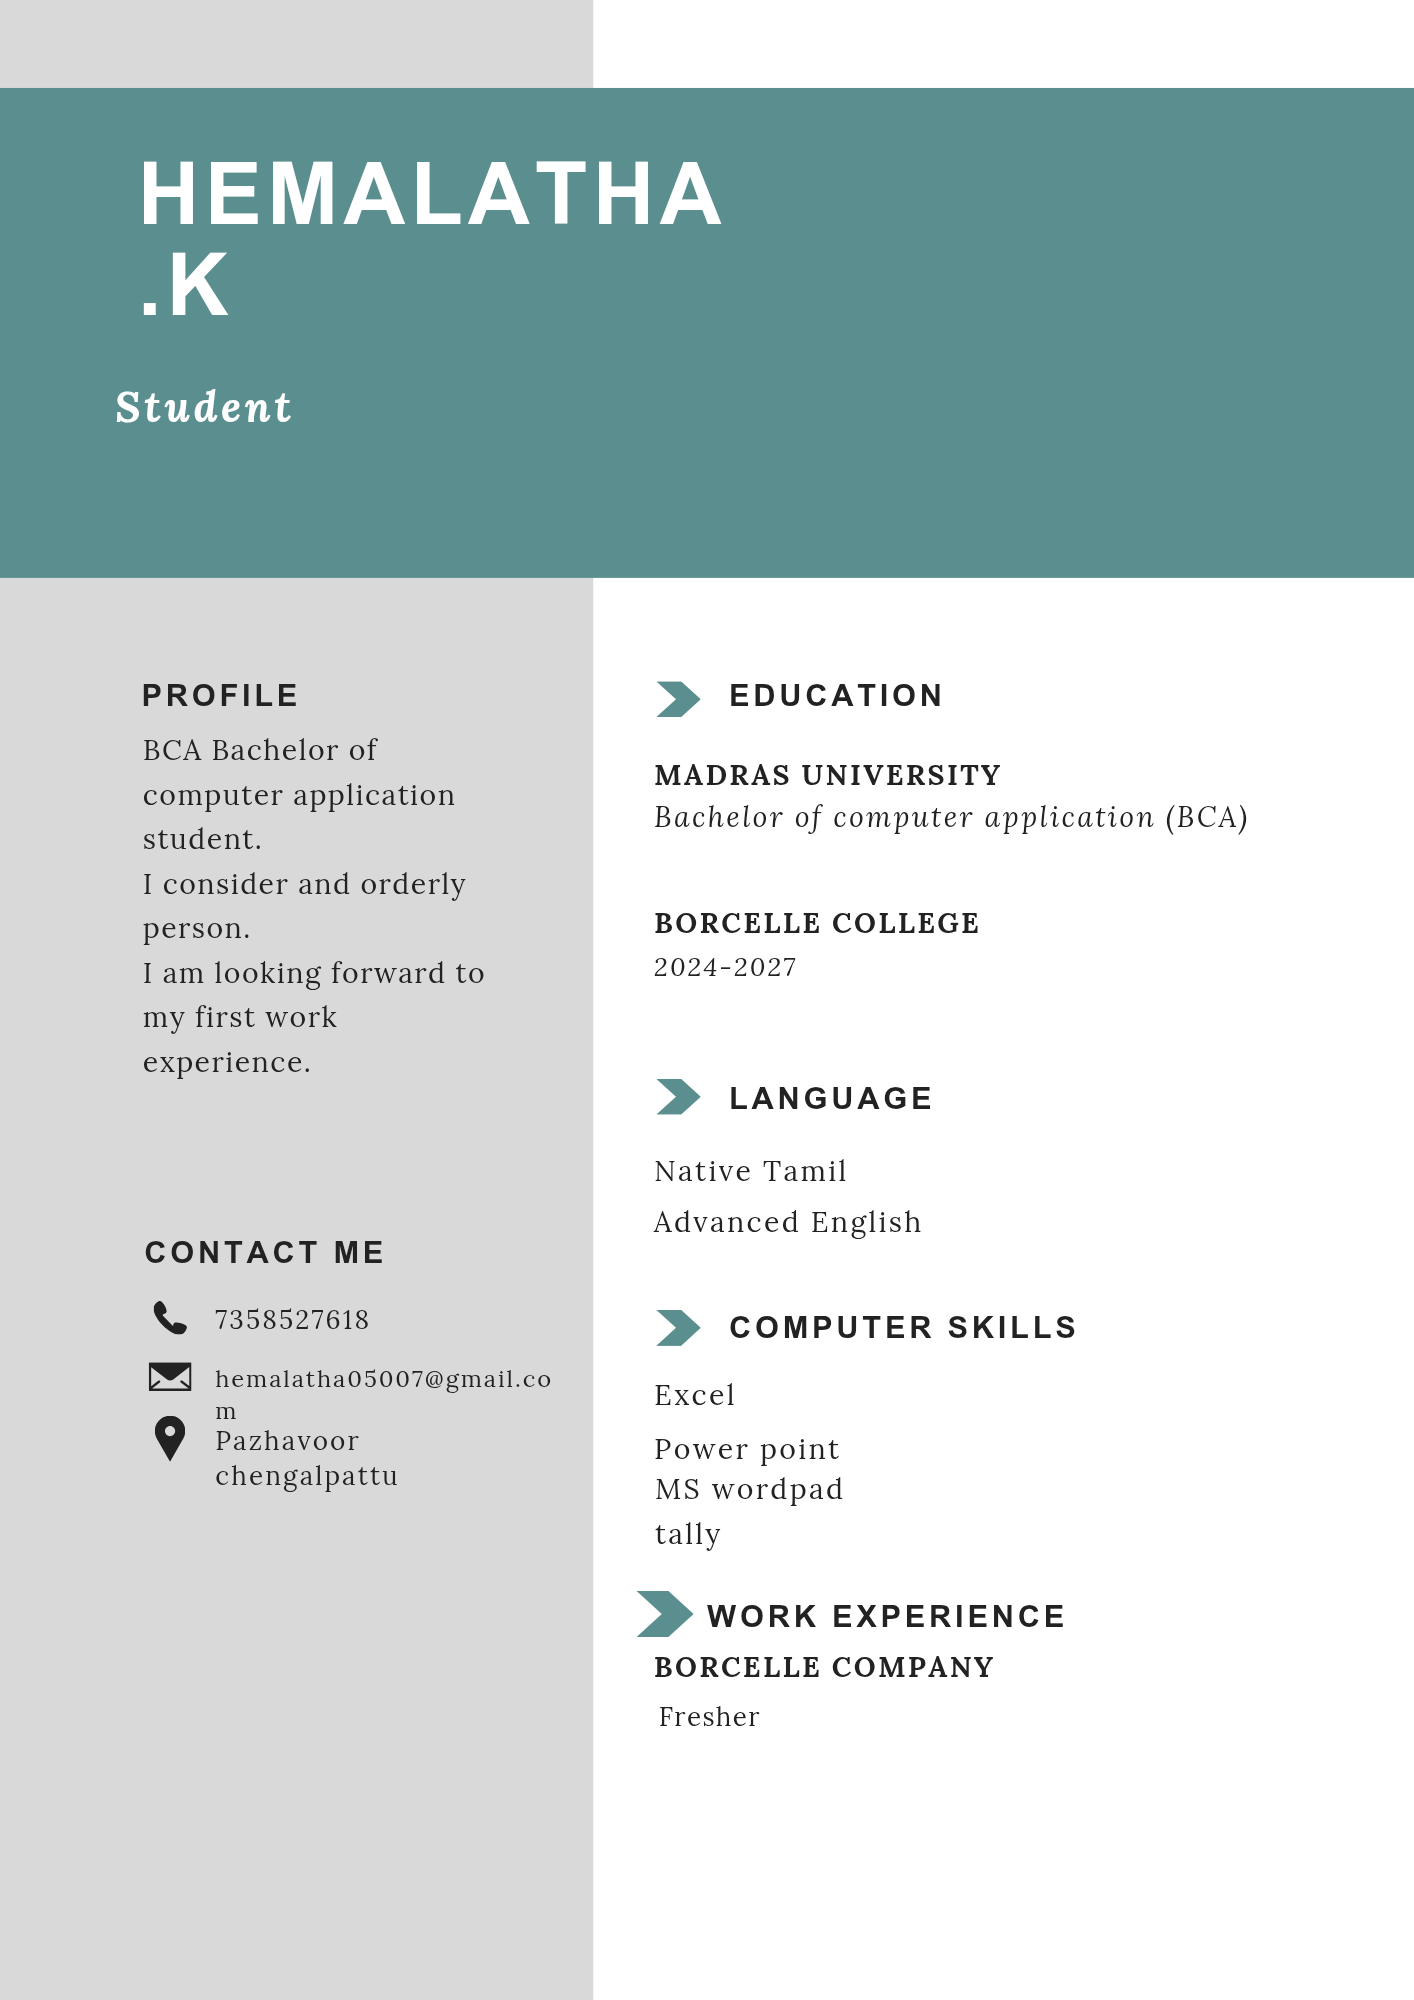 HEMALATHA
.K
Student
PROFILE
BCA Bachelor of
computer application
student.
I consider and orderly
person.
I am looking forward to
my first work
experience.
CONTACT ME
7358527618
hemalatha05007@gmail.co
m
Pazhavoor
chengalpattu
EDUCATION
MADRAS UNIVERSITY
Bachelor of computer application (BCA)
BORCELLE COLLEGE
2024-2027
LANGUAGE
Native Tamil
Advanced English
COMPUTER SKILLS
Excel
Power point
MS wordpad
tally
WORK EXPERIENCE
BORCELLE COMPANY
Fresher